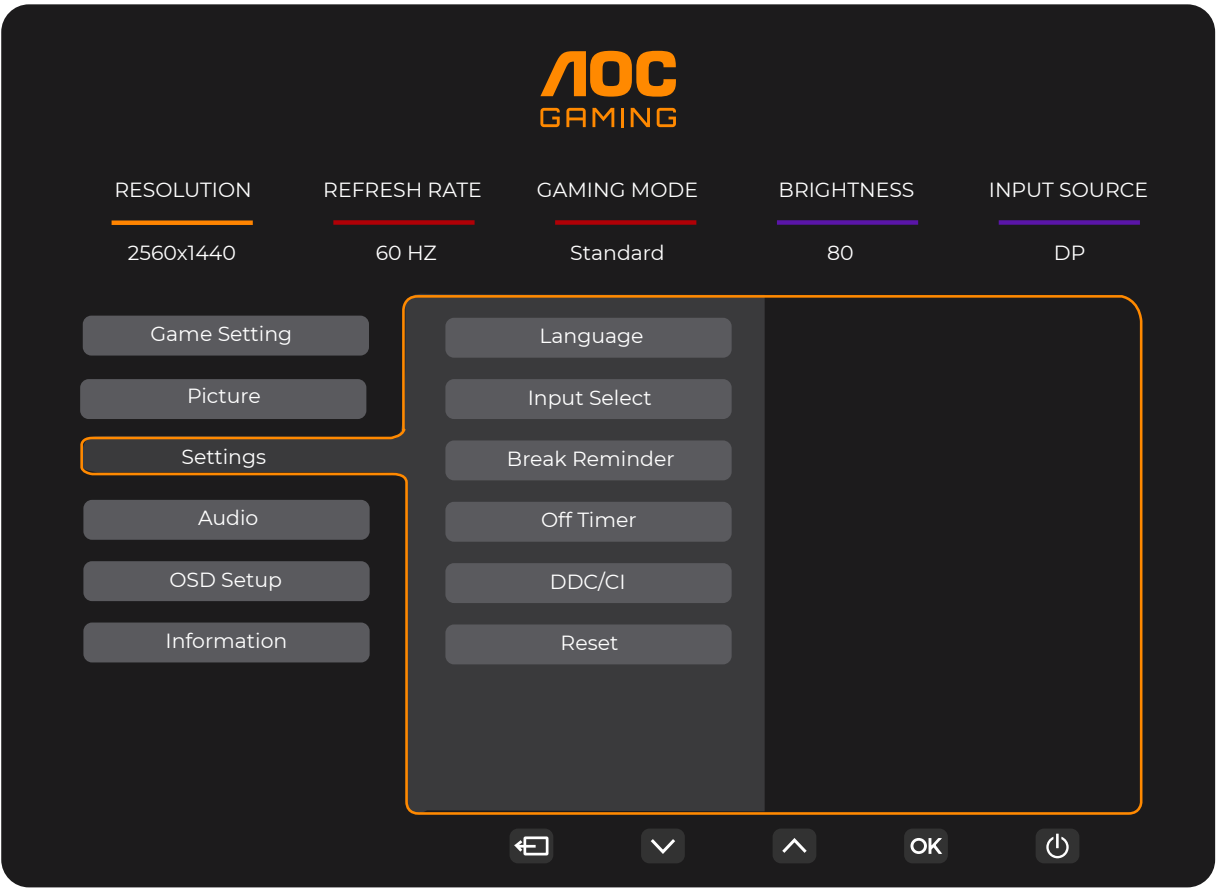 AOC
GAMING
RESOLUTION REFRESH RATE GAMING MODE BRIGHTNESS INPUT SOURCE
2560x1440 60 HZ Standard 80 DP
Game Setting Language
Picture Input Select
Settings Break Reminder
Audio Off Timer
OSD Setup DDC/CI
Information Reset
OK